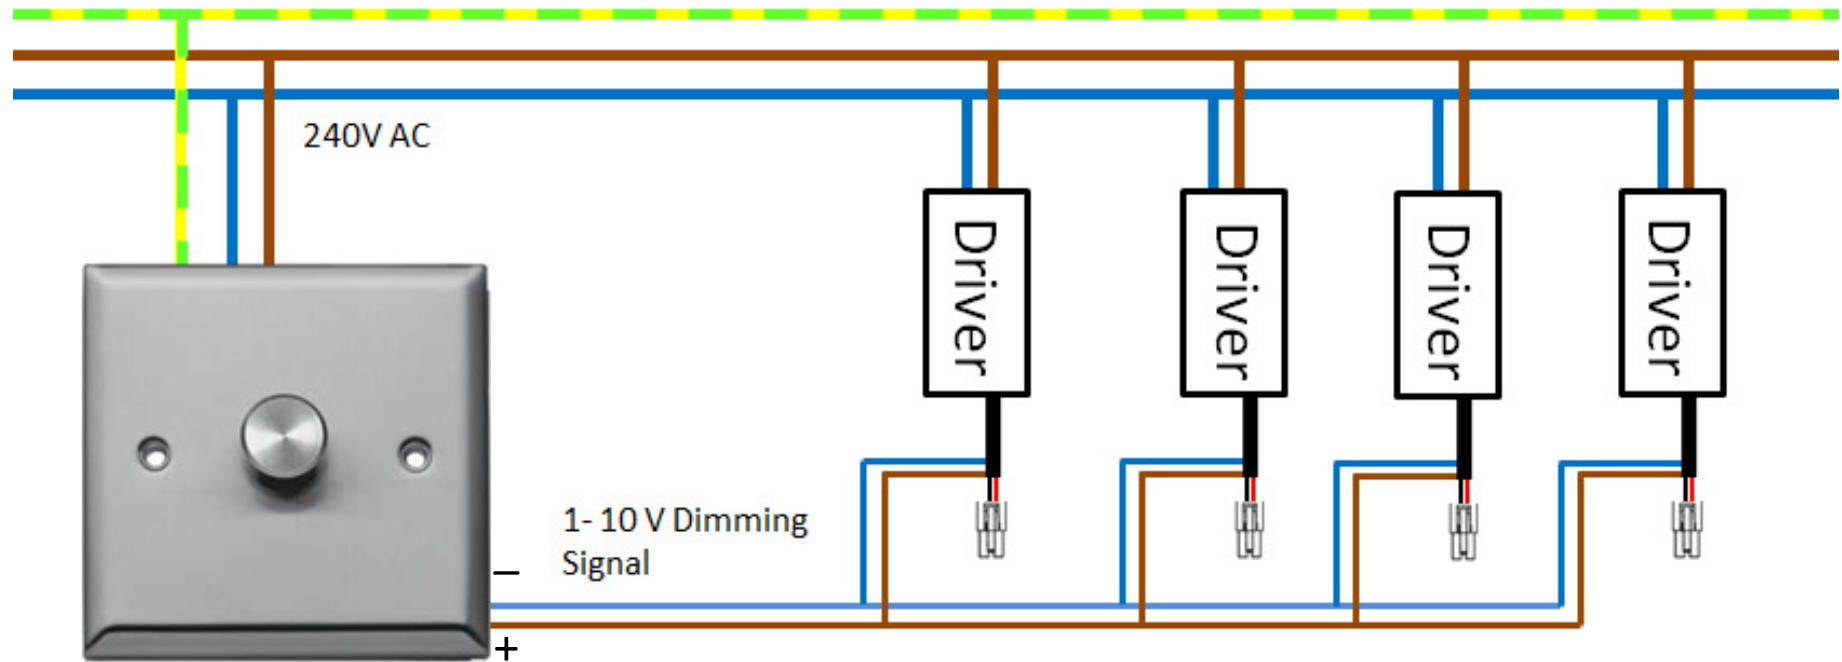 240V AC
Driver
Driver
Driver
Driver
1- 10 V Dimming
Signal
–
+